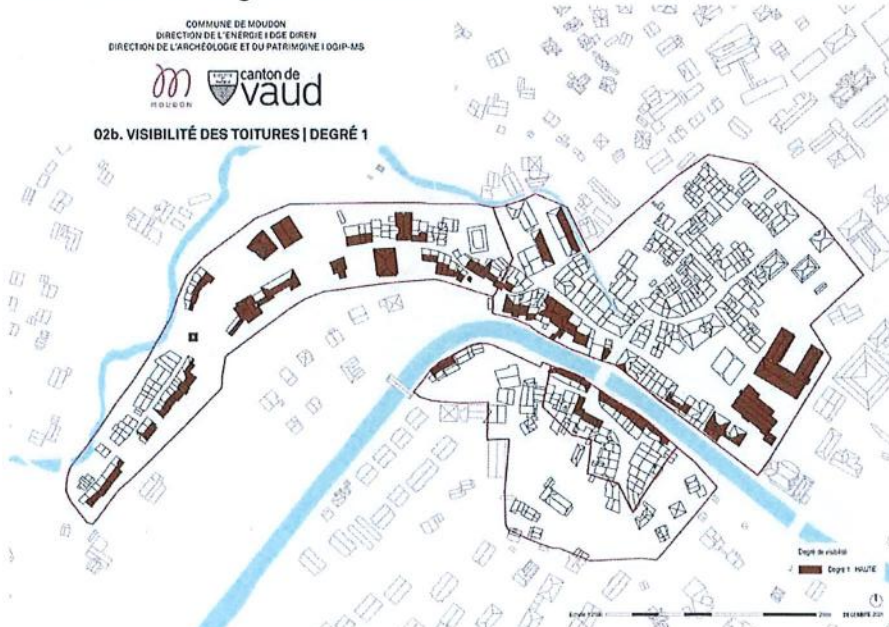 COMMUNE DE MOUDON
DIRECTION DE L'ÉNERGIE I DGE DIREN
DIRECTION DE L'ARCHÉOLOGIE ET DU PATRIMOINE I DGIP-MS
MOUDON
canton de
vaud
02b. VISIBILITÉ DES TOITURES | DEGRÉ 1
Degré de visibilité
Degré 1 HAUTE